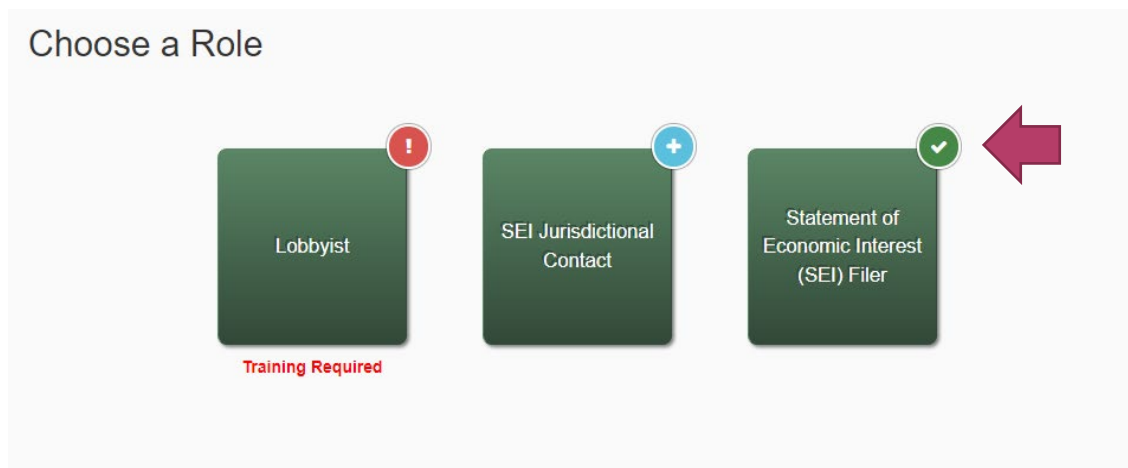 Choose a Role
Lobbyist
SEI Jurisdictional
Contact
Statement of
Economic Interest
(SEI) Filer
Training Required